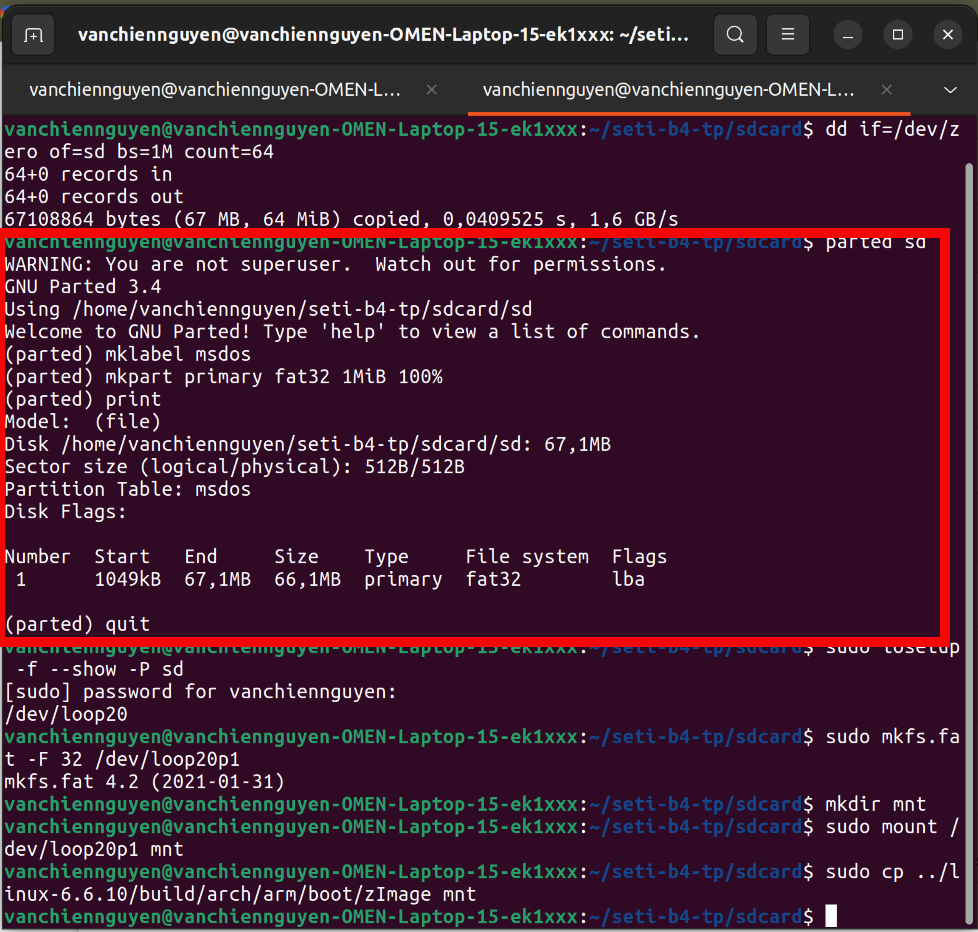 vanchiennguyen@vanchiennguyen-OMEN-Laptop-15-ek1xxx: ~/seti...
vanchiennguyen@vanchiennguyen-OMEN-L...
vanchiennguyen@vanchiennguyen-OMEN-L...
vanchiennguyen@vanchiennguyen-OMEN-Laptop-15-ek1xxx:~/seti-b4-tp/sdcard$ dd if=/dev/z
ero of=sd bs=1M count=64
64+0 records in
64+0 records out
67108864 bytes (67 MB, 64 MiB) copied, 0,0409525 s, 1,6 GB/s
vanchiennguyen@vanchiennguyen-OMEN-Laptop-15-ek1xxx:~/seti-b4-tp/sdcard$ parted sd
WARNING: You are not superuser.  Watch out for permissions.
GNU Parted 3.4
Using /home/vanchiennguyen/seti-b4-tp/sdcard/sd
Welcome to GNU Parted! Type 'help' to view a list of commands.
(parted) mklabel msdos
(parted) mkpart primary fat32 1MiB 100%
(parted) print
Model:  (file)
Disk /home/vanchiennguyen/seti-b4-tp/sdcard/sd: 67,1MB
Sector size (logical/physical): 512B/512B
Partition Table: msdos
Disk Flags:
Number  Start   End     Size    Type     File system  Flags
1      1049kB  67,1MB  66,1MB  primary  fat32        lba
(parted) quit
vanchiennguyen@vanchiennguyen-OMEN-Laptop-15-ek1xxx:~/seti-b4-tp/sdcard$ sudo losetup
-f --show -P sd
[sudo] password for vanchiennguyen:
/dev/loop20
vanchiennguyen@vanchiennguyen-OMEN-Laptop-15-ek1xxx:~/seti-b4-tp/sdcard$ sudo mkfs.fa
t -F 32 /dev/loop20p1
mkfs.fat 4.2 (2021-01-31)
vanchiennguyen@vanchiennguyen-OMEN-Laptop-15-ek1xxx:~/seti-b4-tp/sdcard$ mkdir mnt
vanchiennguyen@vanchiennguyen-OMEN-Laptop-15-ek1xxx:~/seti-b4-tp/sdcard$ sudo mount /
dev/loop20p1 mnt
vanchiennguyen@vanchiennguyen-OMEN-Laptop-15-ek1xxx:~/seti-b4-tp/sdcard$ sudo cp ../l
inux-6.6.10/build/arch/arm/boot/zImage mnt
vanchiennguyen@vanchiennguyen-OMEN-Laptop-15-ek1xxx:~/seti-b4-tp/sdcard$